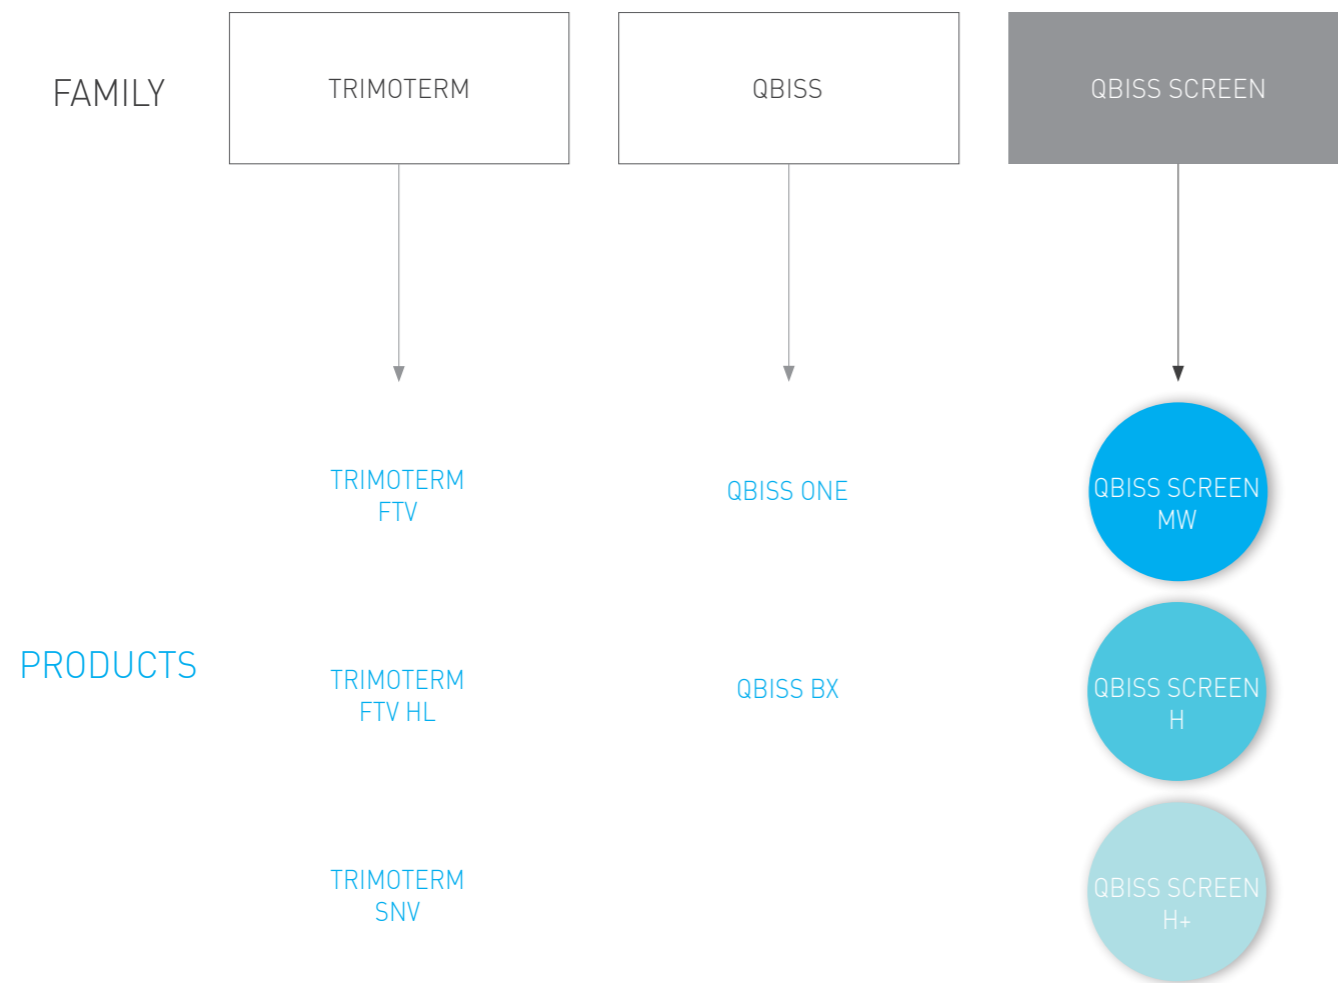 FAMILY
TRIMOTERM
QBISS
QBISS SCREEN
PRODUCTS
TRIMOTERM
FTV
QBISS ONE
QBISS SCREEN
MW
TRIMOTERM
FTV HL
QBISS BX
QBISS SCREEN
H
TRIMOTERM
SNV
QBISS SCREEN
H+